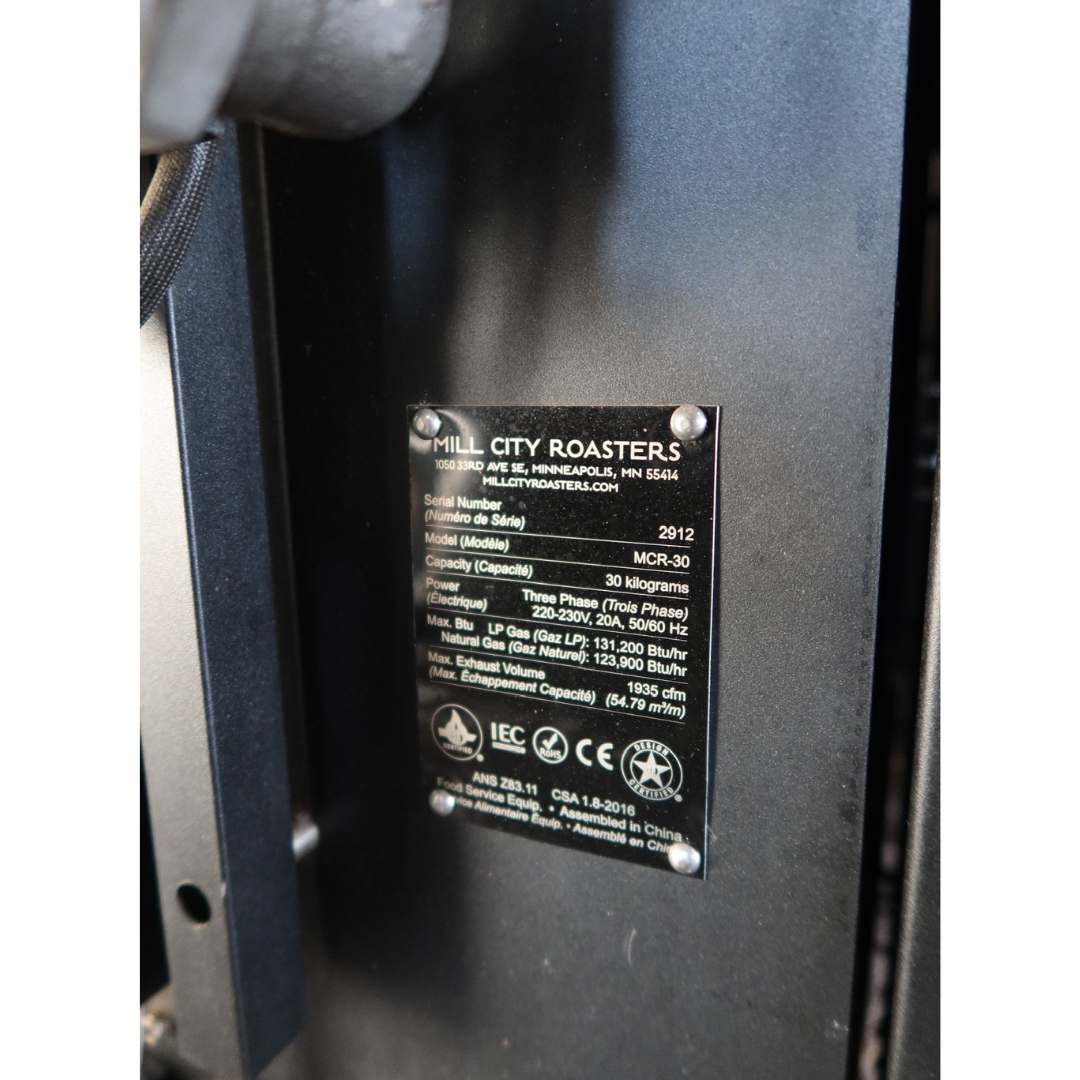 MILL CITY ROASTERS
1050 33RD AVE SE, MINNEAPOLIS, MN 55414
MILLCITYROASTERS.COM
Serial Number
(Numéro de Série) 2912
Model (Modèle) MCR-30
Capacity (Capacité) 30 kilograms
Power Three Phase (Trois Phase)
(Électrique) 220-230V, 20A, 50/60 Hz
Max. Btu LP Gas (Gaz LP): 131,200 Btu/hr
Natural Gas (Gaz Naturel): 123,900 Btu/hr
Max. Exhaust Volume 1935 cfm
(Max. Échappement Capacité) (54.79 m³/m)
CERTIFIED ® IEC RoHS CE DESIGN CERTIFIED ®
ANS Z83.11 CSA 1.8-2016
Food Service Equip. • Assembled in China
Alimentaire Équip. • Assemblé en